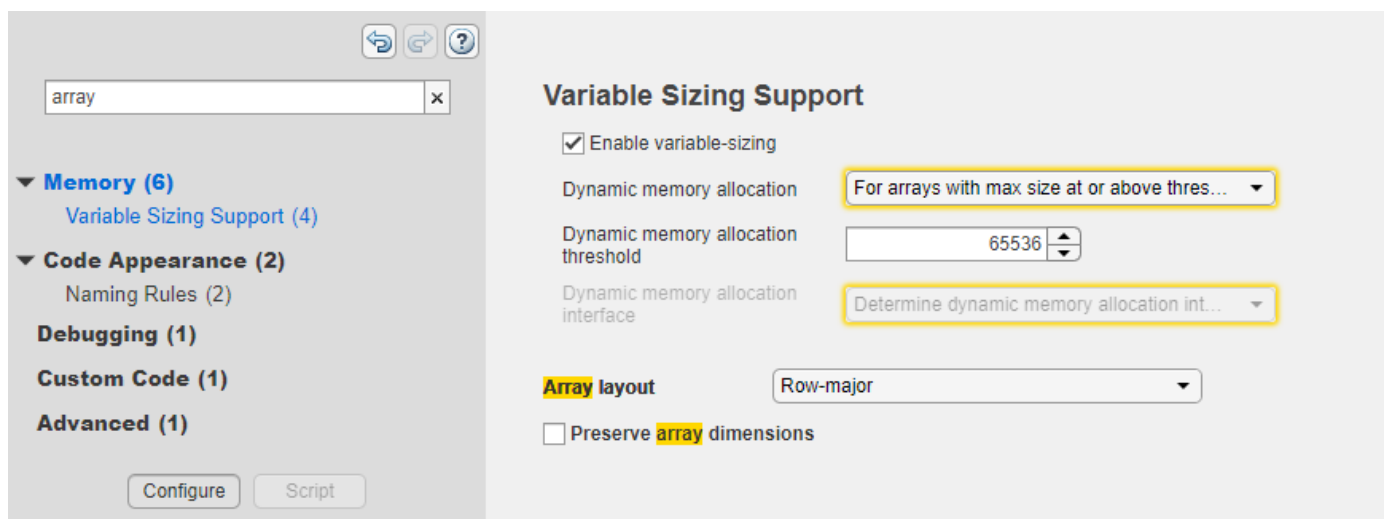 array
Memory (6)
Variable Sizing Support (4)
Code Appearance (2)
Naming Rules (2)
Debugging (1)
Custom Code (1)
Advanced (1)
Configure
Script
Variable Sizing Support
Enable variable-sizing
Dynamic memory allocation
For arrays with max size at or above thres...
Dynamic memory allocation
threshold
65536
Dynamic memory allocation
interface
Determine dynamic memory allocation int...
Array layout
Row-major
Preserve array dimensions